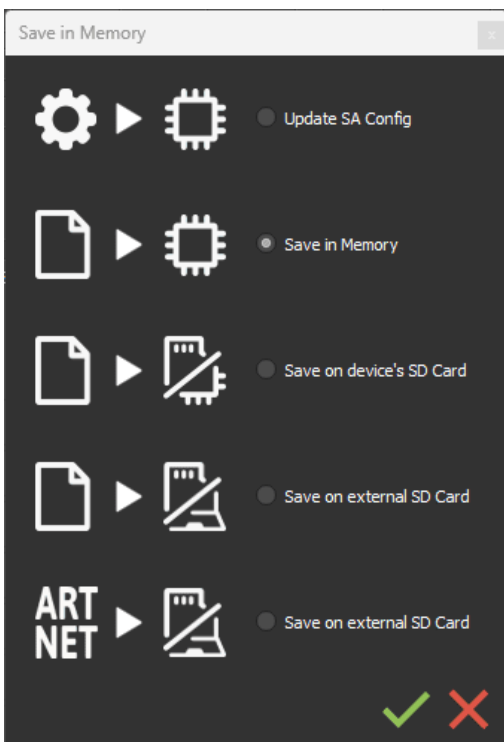 Save in Memory
x
Update SA Config
Save in Memory
Save on device's SD Card
Save on external SD Card
ART
NET
Save on external SD Card